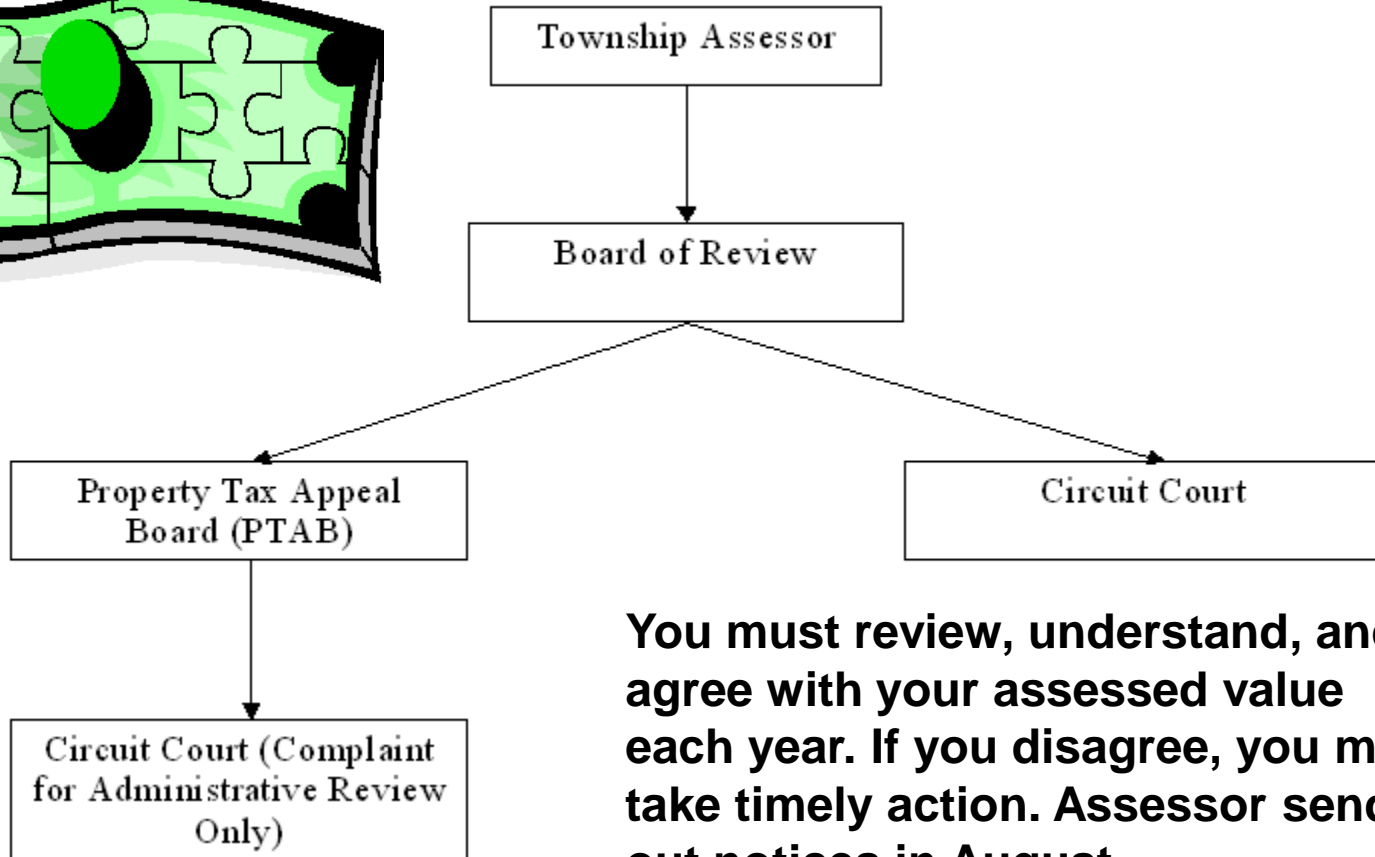 Township Assessor
Board of Review
Property Tax Appeal
Board (PTAB)
Circuit Court
Circuit Court (Complaint
for Administrative Review
Only)
You must review, understand, and
agree with your assessed value
each year. If you disagree, you
take timely action. Assessor
out notices in August